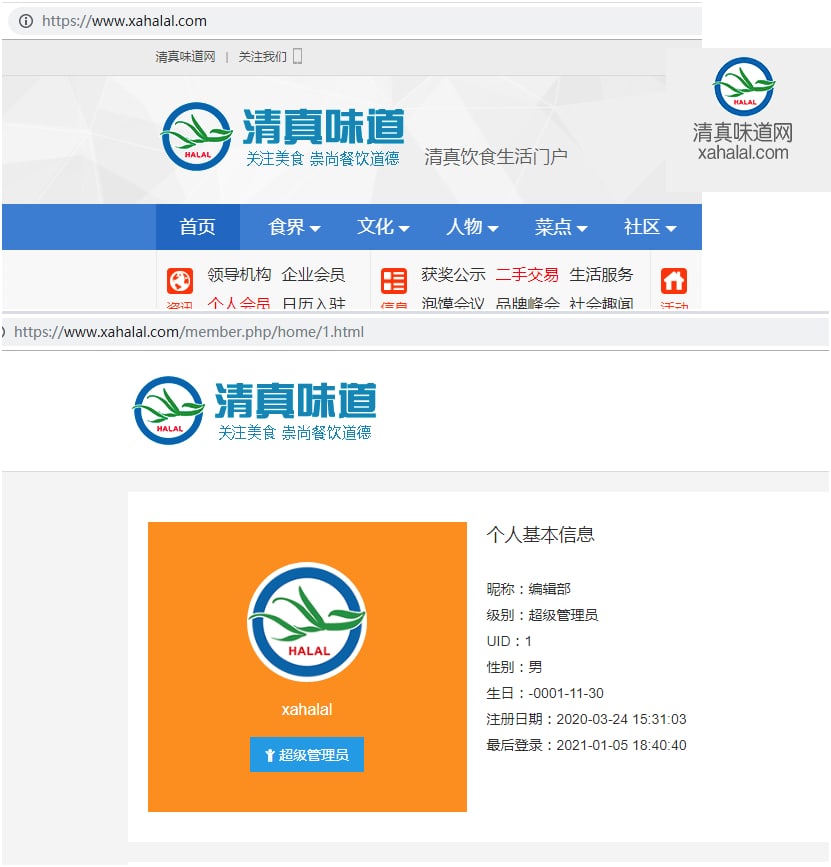 https://www.xahalal.com
清真味道网 | 关注我们
HALAL
清真味道
关注美食 崇尚餐饮道德
清真饮食生活门户
HALAL
清真味道网
xahalal.com
首页 食界 文化 人物 菜点 社区
领导机构 企业会员 获奖公示 二手交易 生活服务
资讯 个人会员 日历入驻 信息 泡馍会议 品牌峰会 社会趣闻 活动
https://www.xahalal.com/member.php/home/1.html
HALAL
清真味道
关注美食 崇尚餐饮道德
HALAL
xahalal
超级管理员
个人基本信息
昵称：编辑部
级别：超级管理员
UID：1
性别：男
生日：-0001-11-30
注册日期：2020-03-24 15:31:03
最后登录：2021-01-05 18:40:40